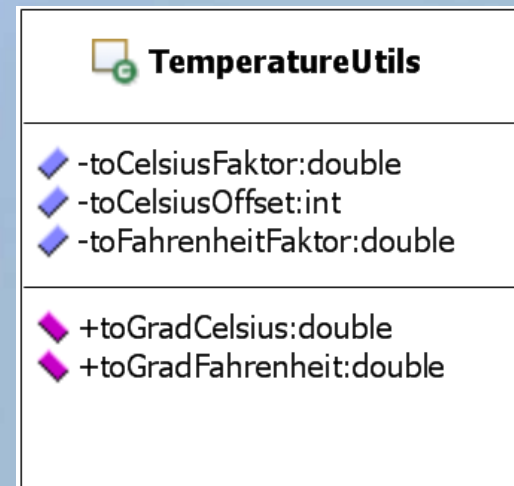 TemperatureUtils
-toCelsiusFaktor:double
-toCelsiusOffset:int
-toFahrenheitFaktor:double
+toGradCelsius:double
+toGradFahrenheit:double